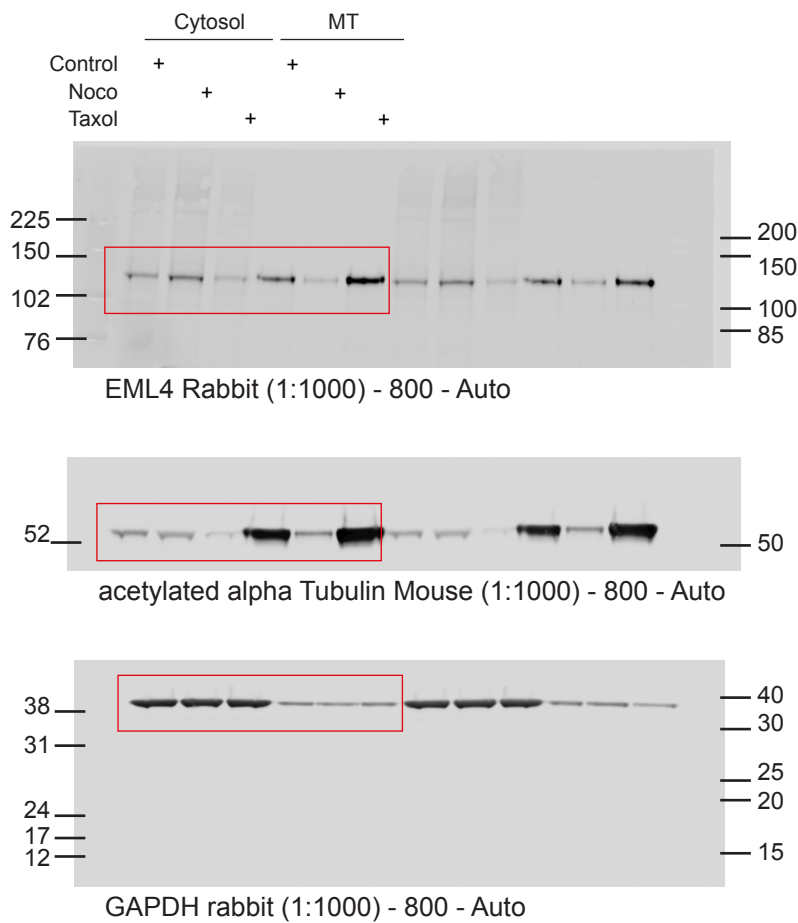 Cytosol MT
Control + +
Noco + +
Taxol + +
225
150
102
76
200
150
100
85
EML4 Rabbit (1:1000) - 800 - Auto
52
50
acetylated alpha Tubulin Mouse (1:1000) - 800 - Auto
38
31
24
17
12
40
30
25
20
15
GAPDH rabbit (1:1000) - 800 - Auto